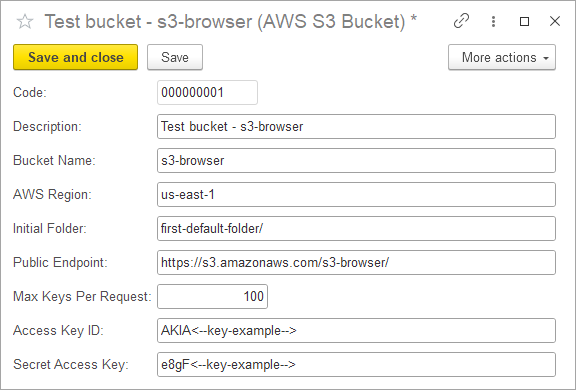 Test bucket - s3-browser (AWS S3 Bucket) *
Save and close Save More actions
Code: 000000001
Description: Test bucket - s3-browser
Bucket Name: s3-browser
AWS Region: us-east-1
Initial Folder: first-default-folder/
Public Endpoint: https://s3.amazonaws.com/s3-browser/
Max Keys Per Request: 100
Access Key ID: AKIA<--key-example-->
Secret Access Key: e8gF<--key-example-->